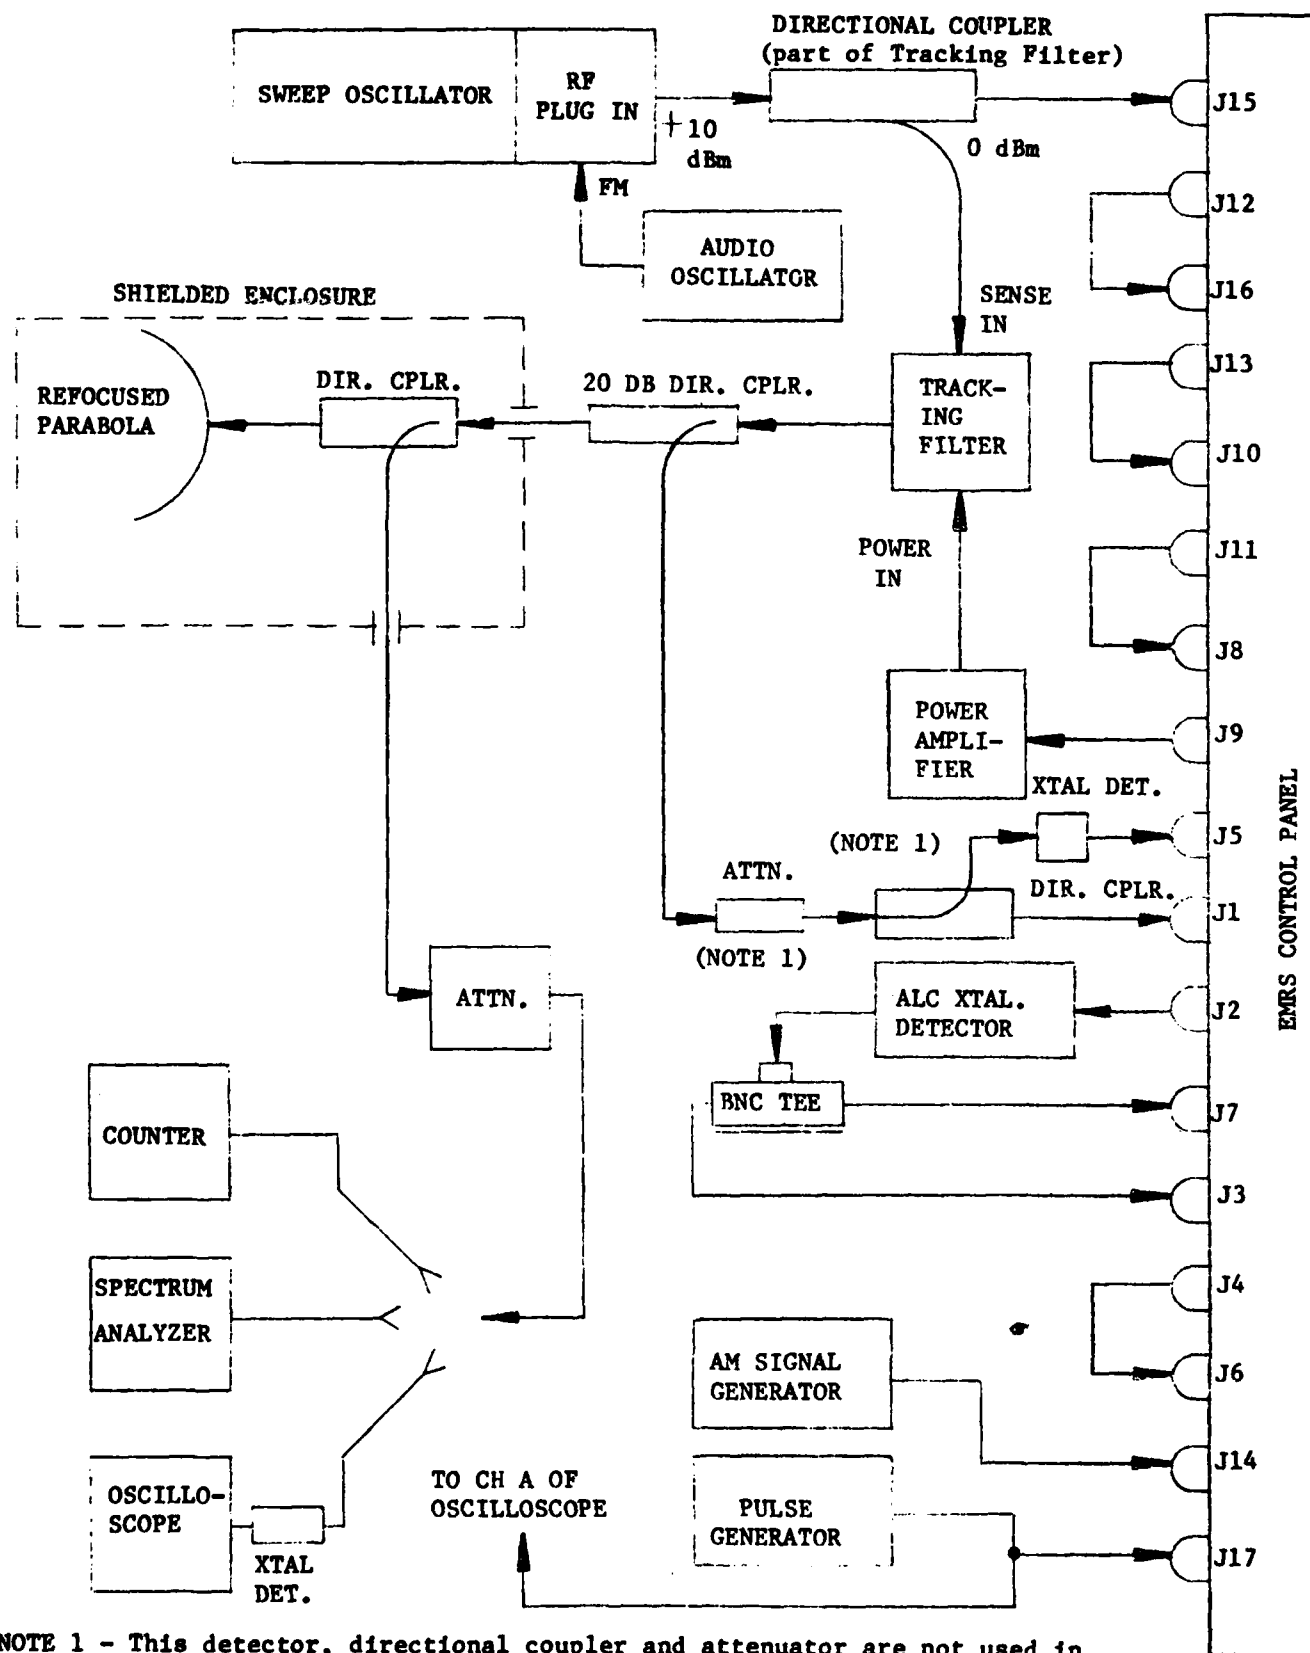 DIRECTIONAL COUPLER
(part of Tracking Filter)
SWEEP OSCILLATOR
RF
PLUG IN
+10
dBm
0 dBm
J15
FM
J12
AUDIO
OSCILLATOR
J16
SENSE
IN
SHIELDED ENCLOSURE
REFOCUSED
PARABOLA
DIR. CPLR.
20 DB DIR. CPLR.
TRACK-
ING
FILTER
J13
J10
POWER
IN
J11
J8
POWER
AMPLI-
FIER
J9
XTAL DET.
(NOTE 1)
J5
ATTN.
DIR. CPLR.
J1
(NOTE 1)
ATTN.
ALC XTAL.
DETECTOR
J2
BNC TEE
J7
COUNTER
J3
SPECTRUM
ANALYZER
J4
AM SIGNAL
GENERATOR
J6
J14
OSCILLO-
SCOPE
XTAL
DET.
TO CH A OF
OSCILLOSCOPE
PULSE
GENERATOR
J17
EMRS CONTROL PANEL
NOTE 1 - This detector, directional coupler and attenuator are not used in